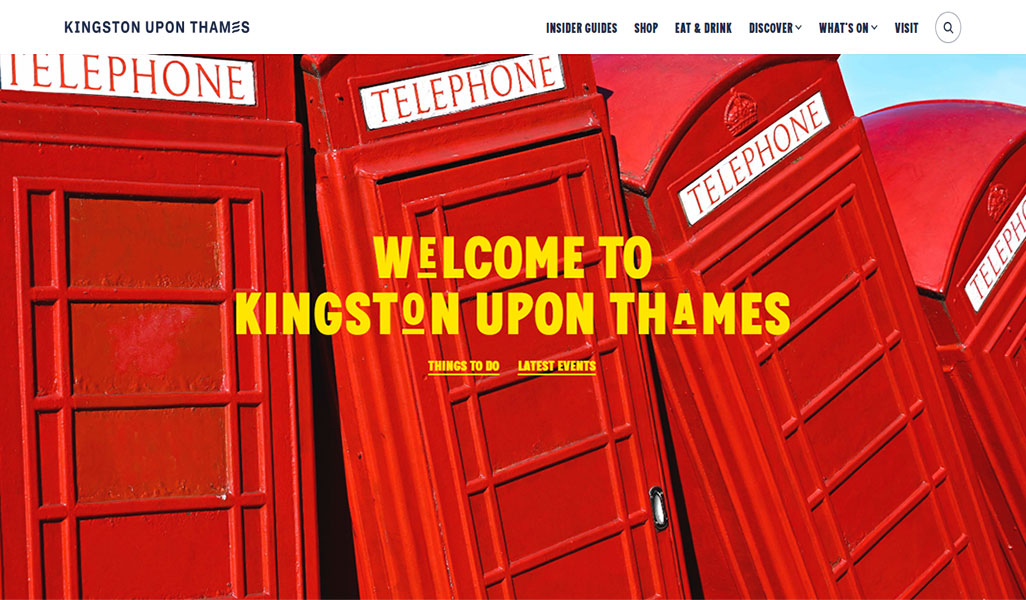 KINGSTON UPON THAMES
INSIDER GUIDES SHOP EAT & DRINK DISCOVER WHAT'S ON VISIT
TELEPHONE
TELEPHONE
TELEPHONE
WELCOME TO
KINGSTON UPON THAMES
THINGS TO DO LATEST EVENTS